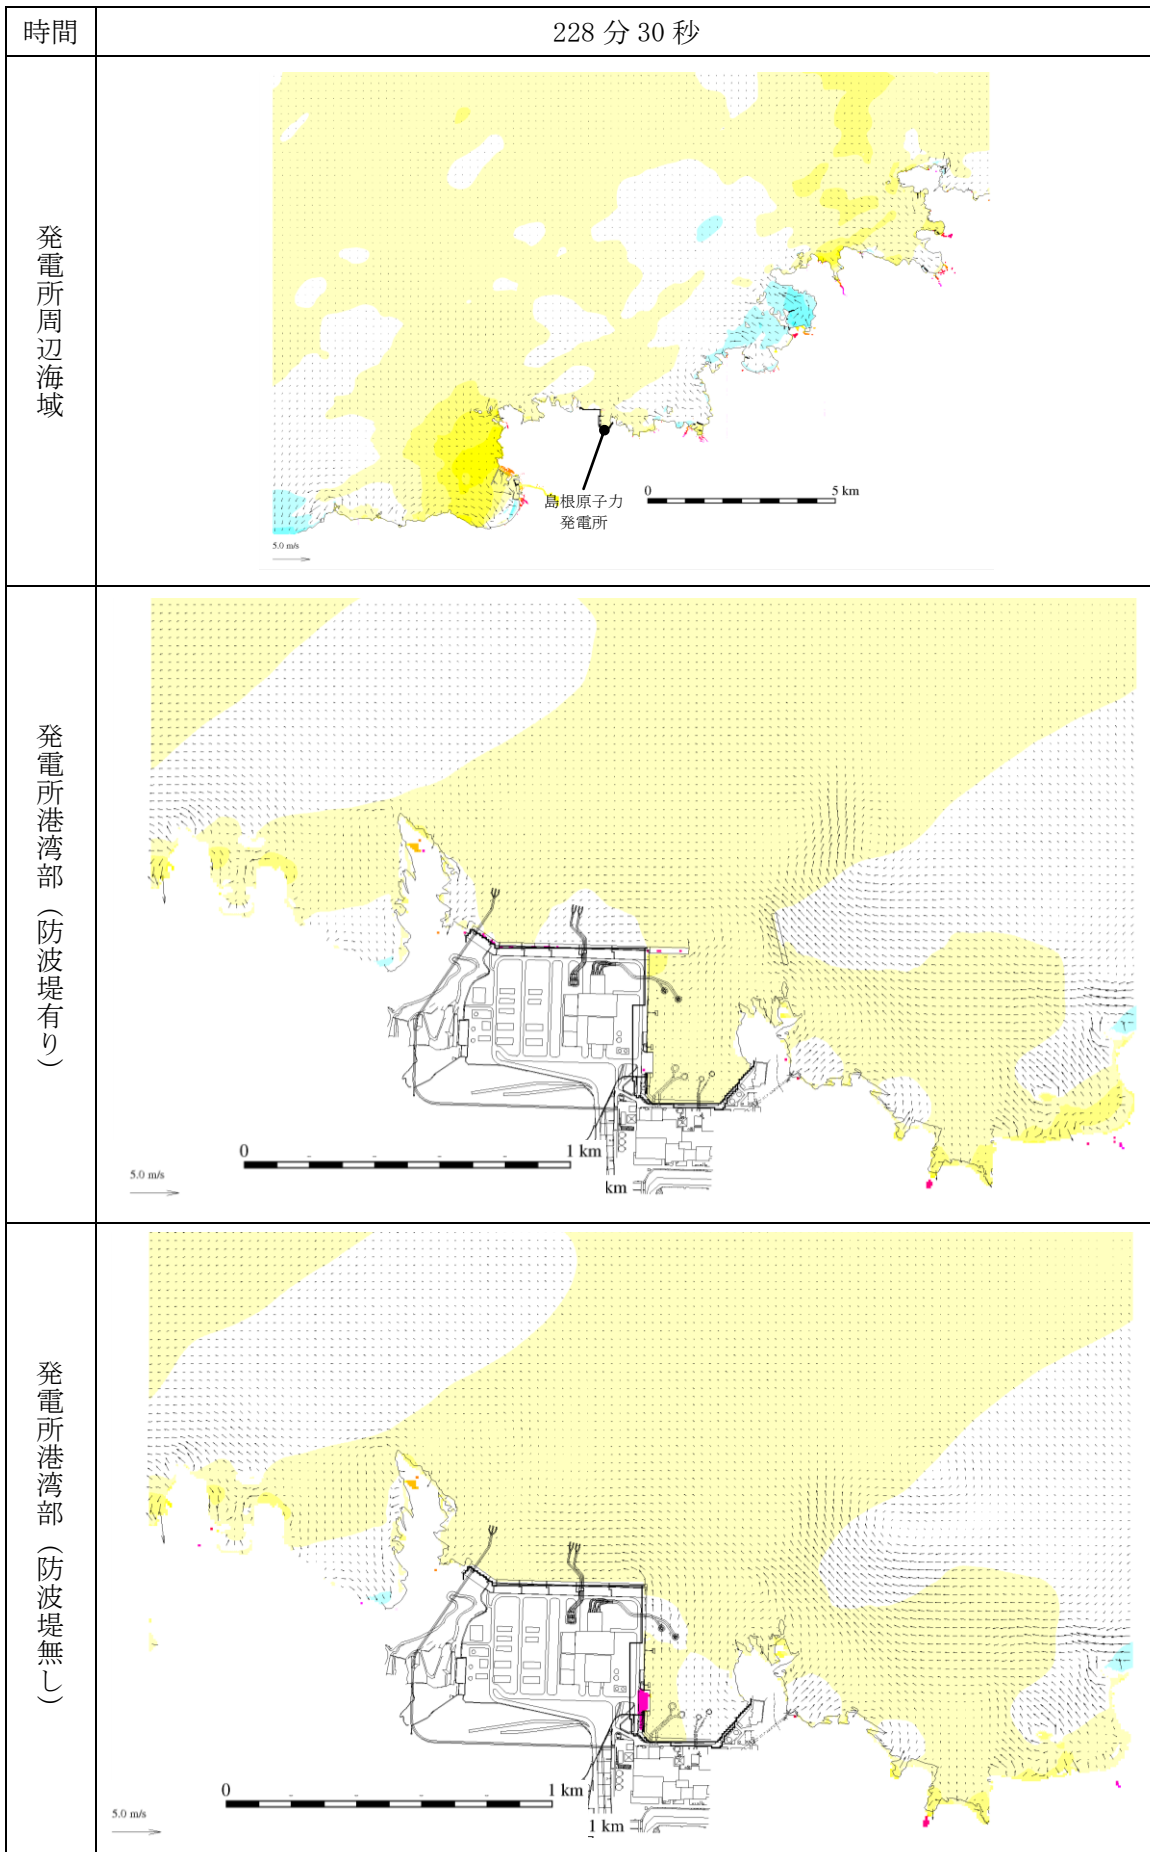 時間
228 分 30 秒
発電所周辺海域
島根原子力
発電所
0
5 km
5.0 m/s
発電所港湾部（防波堤有り）
0
1 km
5.0 m/s
km
発電所港湾部（防波堤無し）
0
1 km
5.0 m/s
1 km